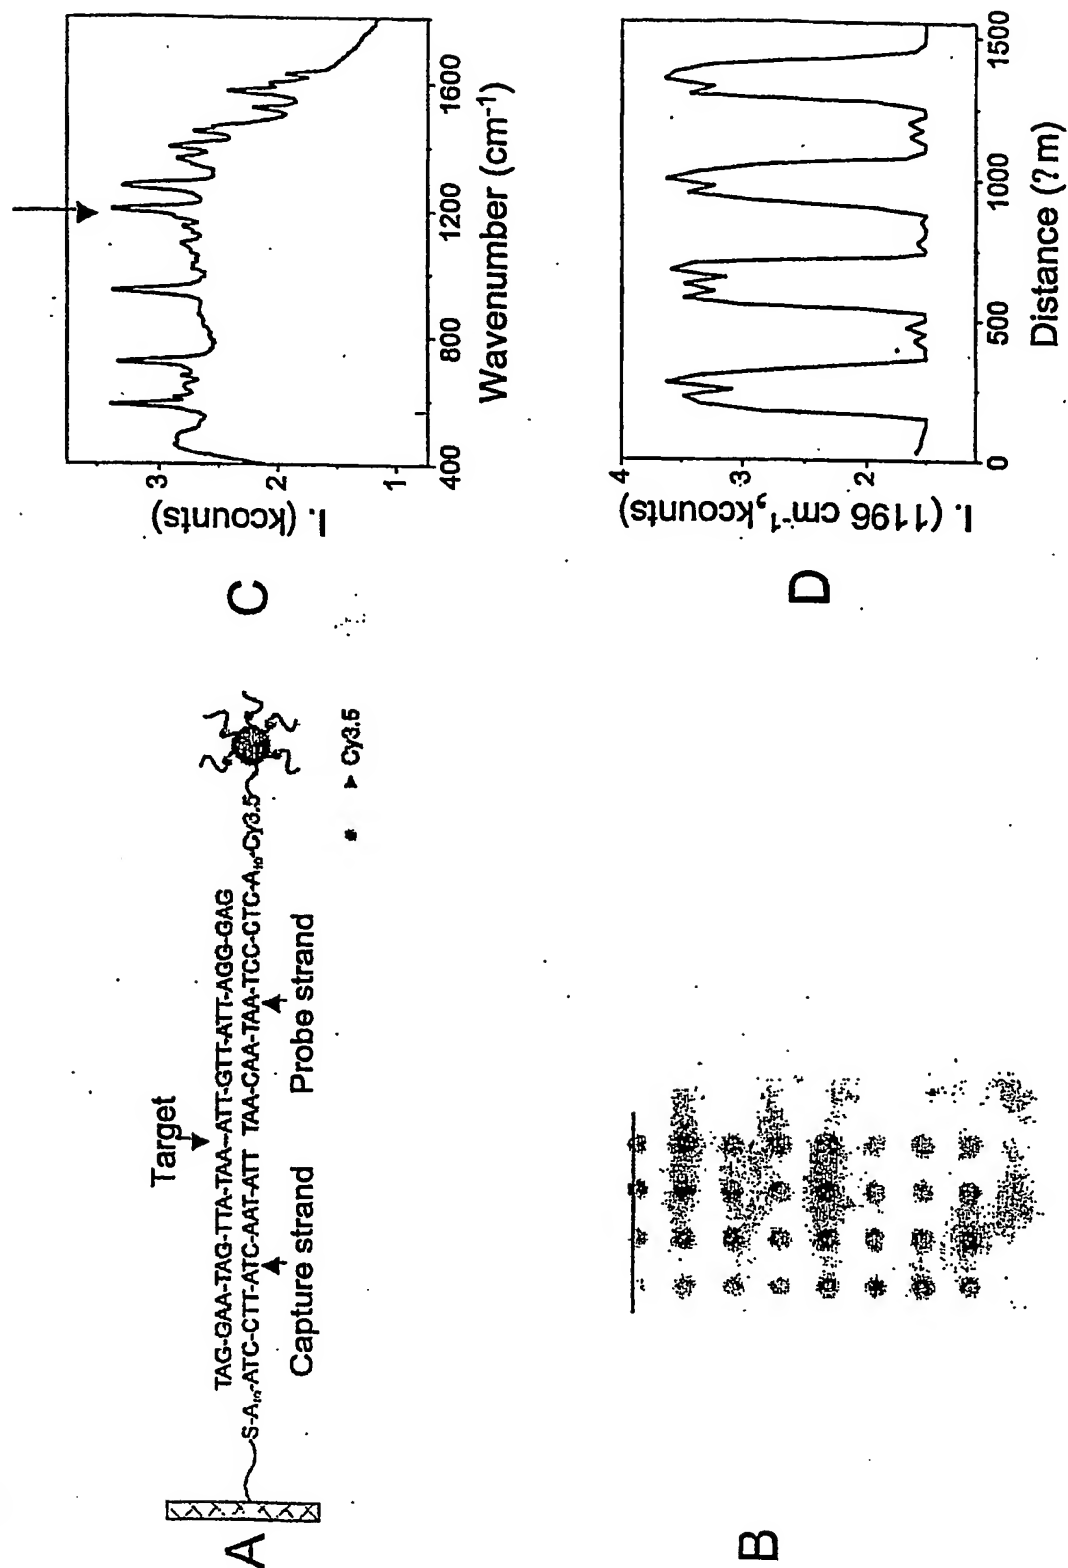 A
Target
TAG-GAA-TAG-TTA-TAA-ATT-GTT-ATT-AGG-GAG
S-A₁₀-ATC-CTT-ATC-AAT-ATT TAA-CAA-TAA-TCC-CTC-A₁₀-Cy3.5
Capture strand Probe strand
* ➤ Cy3.5
B
C
I. (kcounts)
3
2
1
400 800 1200 1600
Wavenumber (cm⁻¹)
D
I. (1196 cm⁻¹,kcounts)
4
3
2
0 500 1000 1500
Distance (?m)